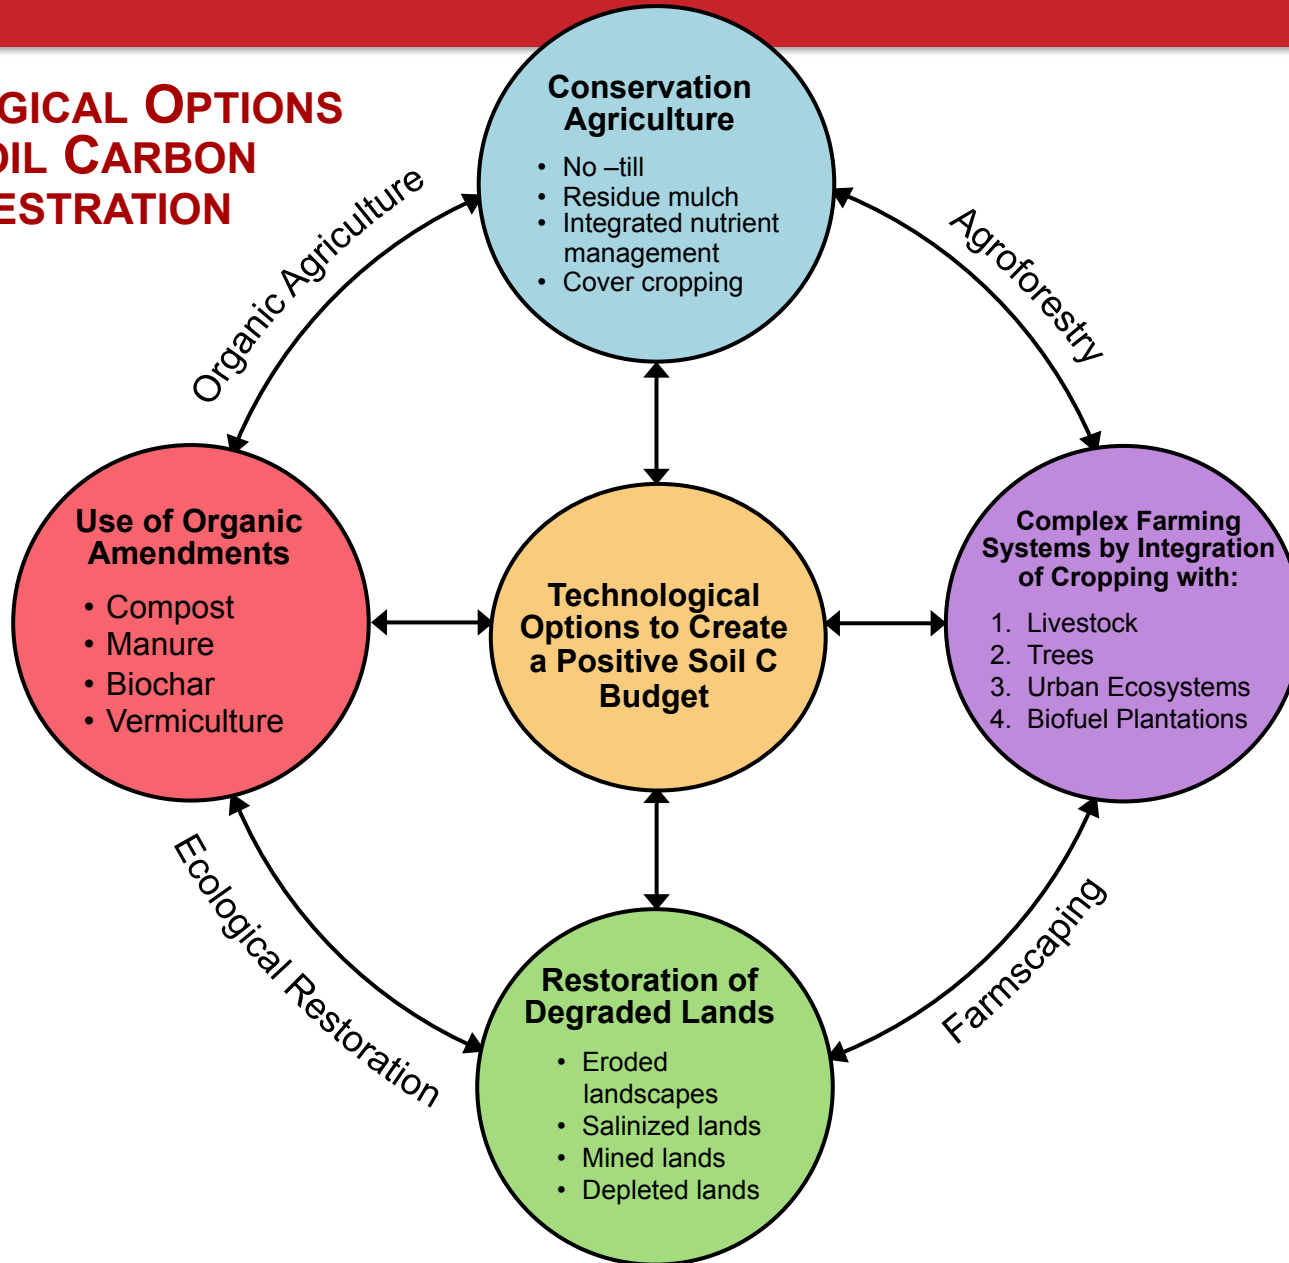 GICAL OPTIONS
OIL CARBON
ESTRATION
Conservation
Agriculture
• No –till
• Residue mulch
• Integrated nutrient
management
• Cover cropping
Organic Agriculture
Agroforestry
Use of Organic
Amendments
• Compost
• Manure
• Biochar
• Vermiculture
Technological
Options to Create
a Positive Soil C
Budget
Complex Farming
Systems by Integration
of Cropping with:
1. Livestock
2. Trees
3. Urban Ecosystems
4. Biofuel Plantations
Ecological Restoration
Farmscaping
Restoration of
Degraded Lands
• Eroded
landscapes
• Salinized lands
• Mined lands
• Depleted lands